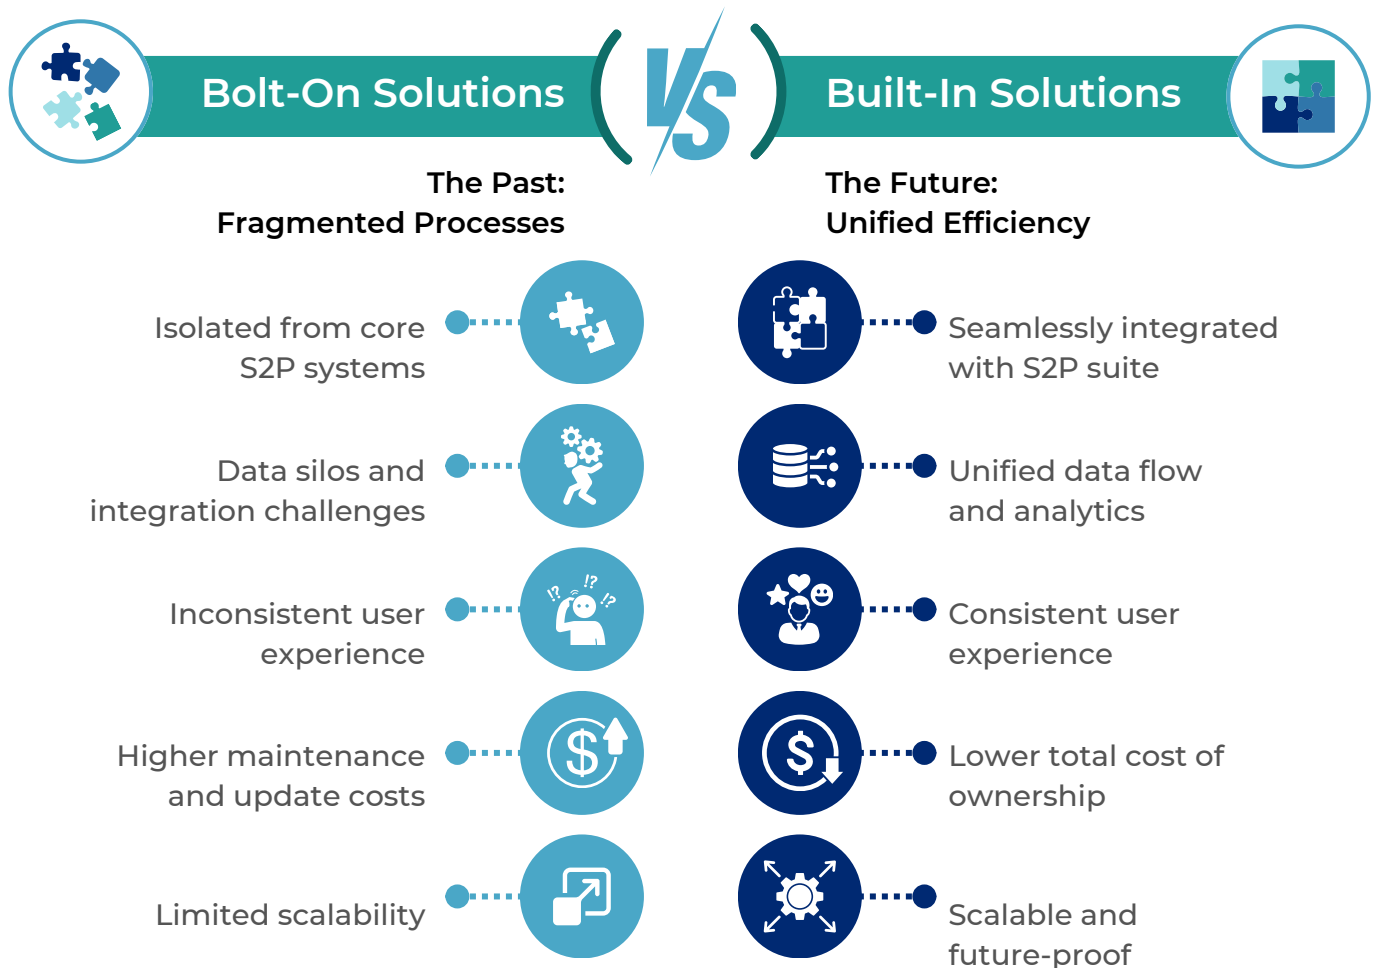 Bolt-On Solutions
VS
Built-In Solutions
The Past:
Fragmented Processes
The Future:
Unified Efficiency
Isolated from core
S2P systems
Seamlessly integrated
with S2P suite
Data silos and
integration challenges
Unified data flow
and analytics
Inconsistent user
experience
!?
!?
!?
Consistent user
experience
Higher maintenance
and update costs
$
$
Lower total cost of
ownership
Limited scalability
Scalable and
future-proof